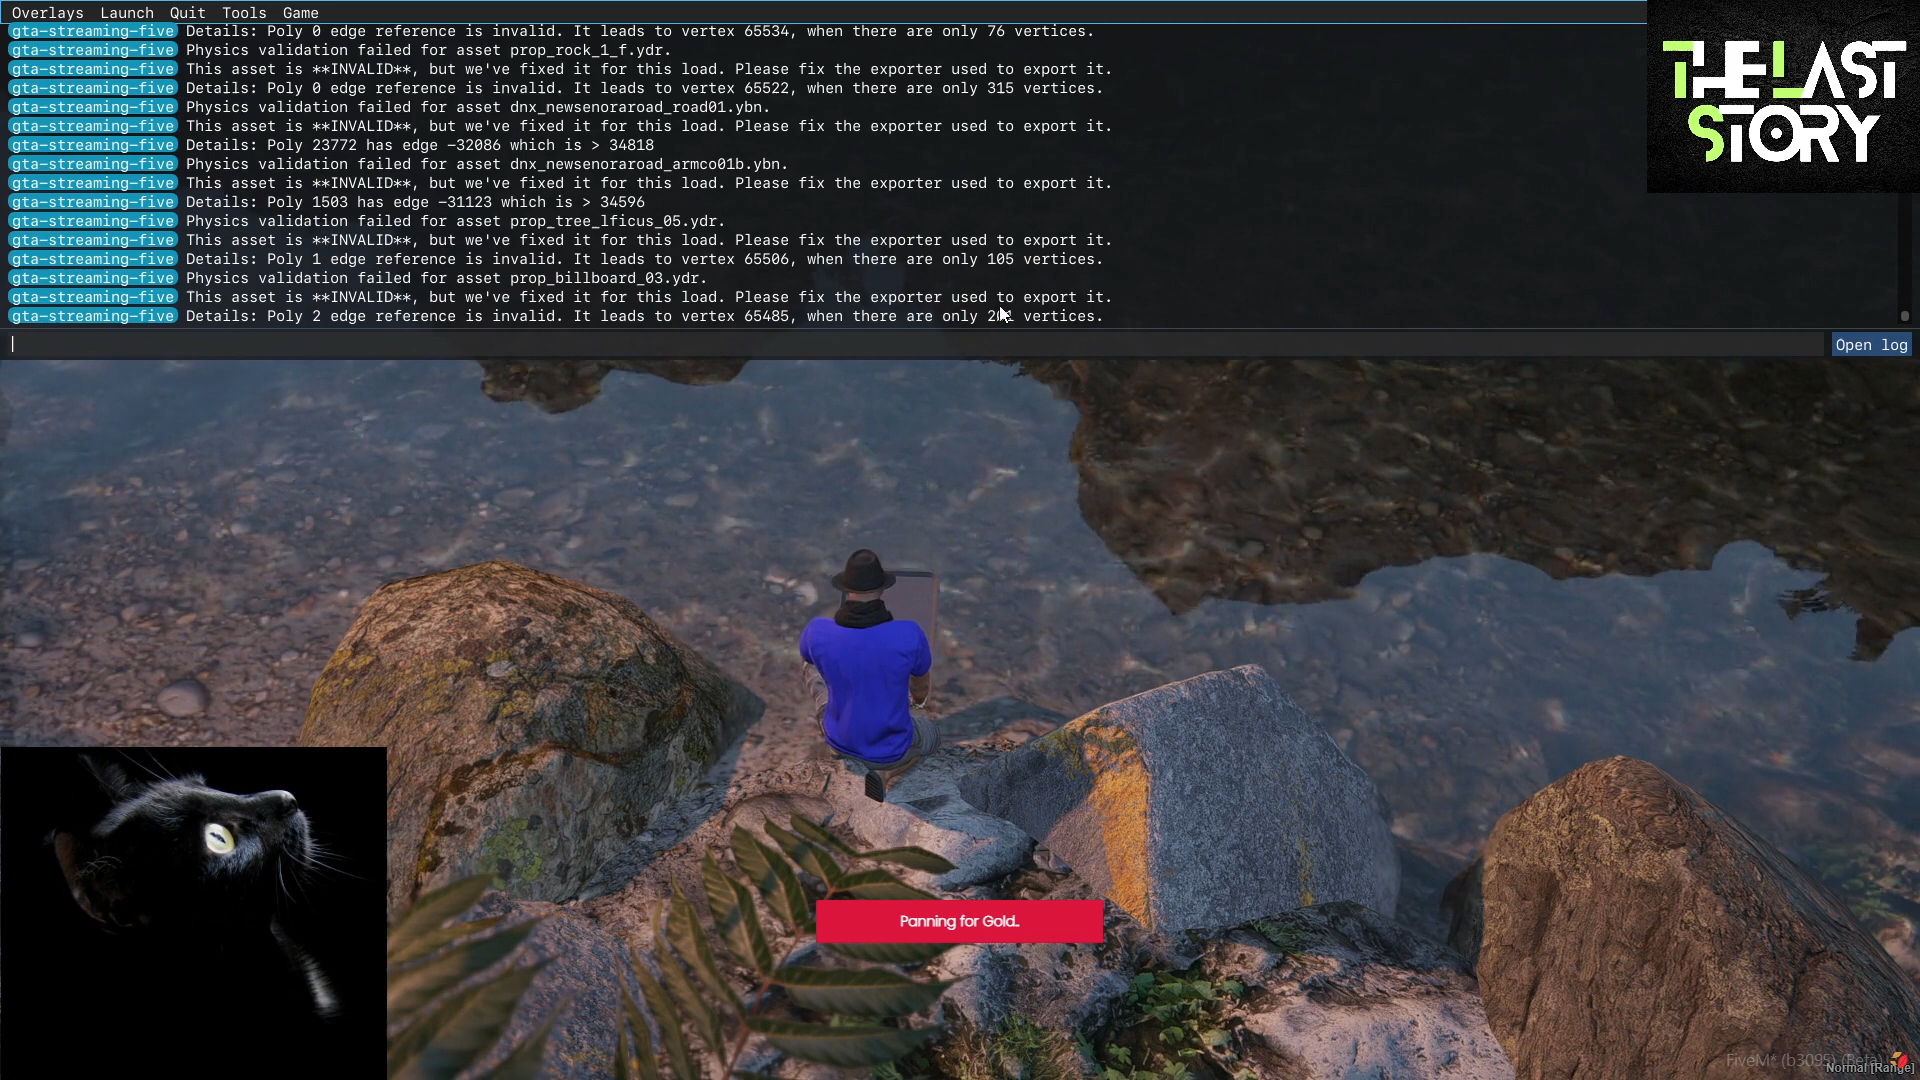 Overlays Launch Quit Tools Game
gta-streaming-five Details: Poly 0 edge reference is invalid. It leads to vertex 65534, when there are only 76 vertices.
gta-streaming-five Physics validation failed for asset prop_rock_1_f.ydr.
gta-streaming-five This asset is **INVALID**, but we've fixed it for this load. Please fix the exporter used to export it.
gta-streaming-five Details: Poly 0 edge reference is invalid. It leads to vertex 65522, when there are only 315 vertices.
gta-streaming-five Physics validation failed for asset dnx_newsenoraroad_road01.ybn.
gta-streaming-five This asset is **INVALID**, but we've fixed it for this load. Please fix the exporter used to export it.
gta-streaming-five Details: Poly 23772 has edge -32086 which is > 34818
gta-streaming-five Physics validation failed for asset dnx_newsenoraroad_armco01b.ybn.
gta-streaming-five This asset is **INVALID**, but we've fixed it for this load. Please fix the exporter used to export it.
gta-streaming-five Details: Poly 1503 has edge -31123 which is > 34596
gta-streaming-five Physics validation failed for asset prop_tree_lficus_05.ydr.
gta-streaming-five This asset is **INVALID**, but we've fixed it for this load. Please fix the exporter used to export it.
gta-streaming-five Details: Poly 1 edge reference is invalid. It leads to vertex 65506, when there are only 105 vertices.
gta-streaming-five Physics validation failed for asset prop_billboard_03.ydr.
gta-streaming-five This asset is **INVALID**, but we've fixed it for this load. Please fix the exporter used to export it.
gta-streaming-five Details: Poly 2 edge reference is invalid. It leads to vertex 65485, when there are only vertices.
Open log
THE LAST
STORY
Panning for Gold..
FiveM* (b3095) (Beta)
Normal [Range]